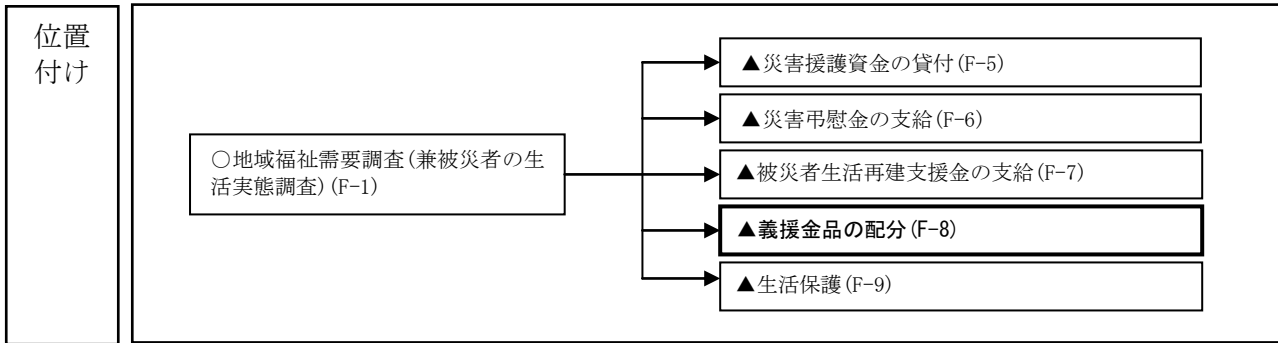 位置
付け
○地域福祉需要調査(兼被災者の生
活実態調査)(F-1)
▲災害援護資金の貸付(F-5)
▲災害弔慰金の支給(F-6)
▲被災者生活再建支援金の支給(F-7)
▲義援金品の配分(F-8)
▲生活保護(F-9)